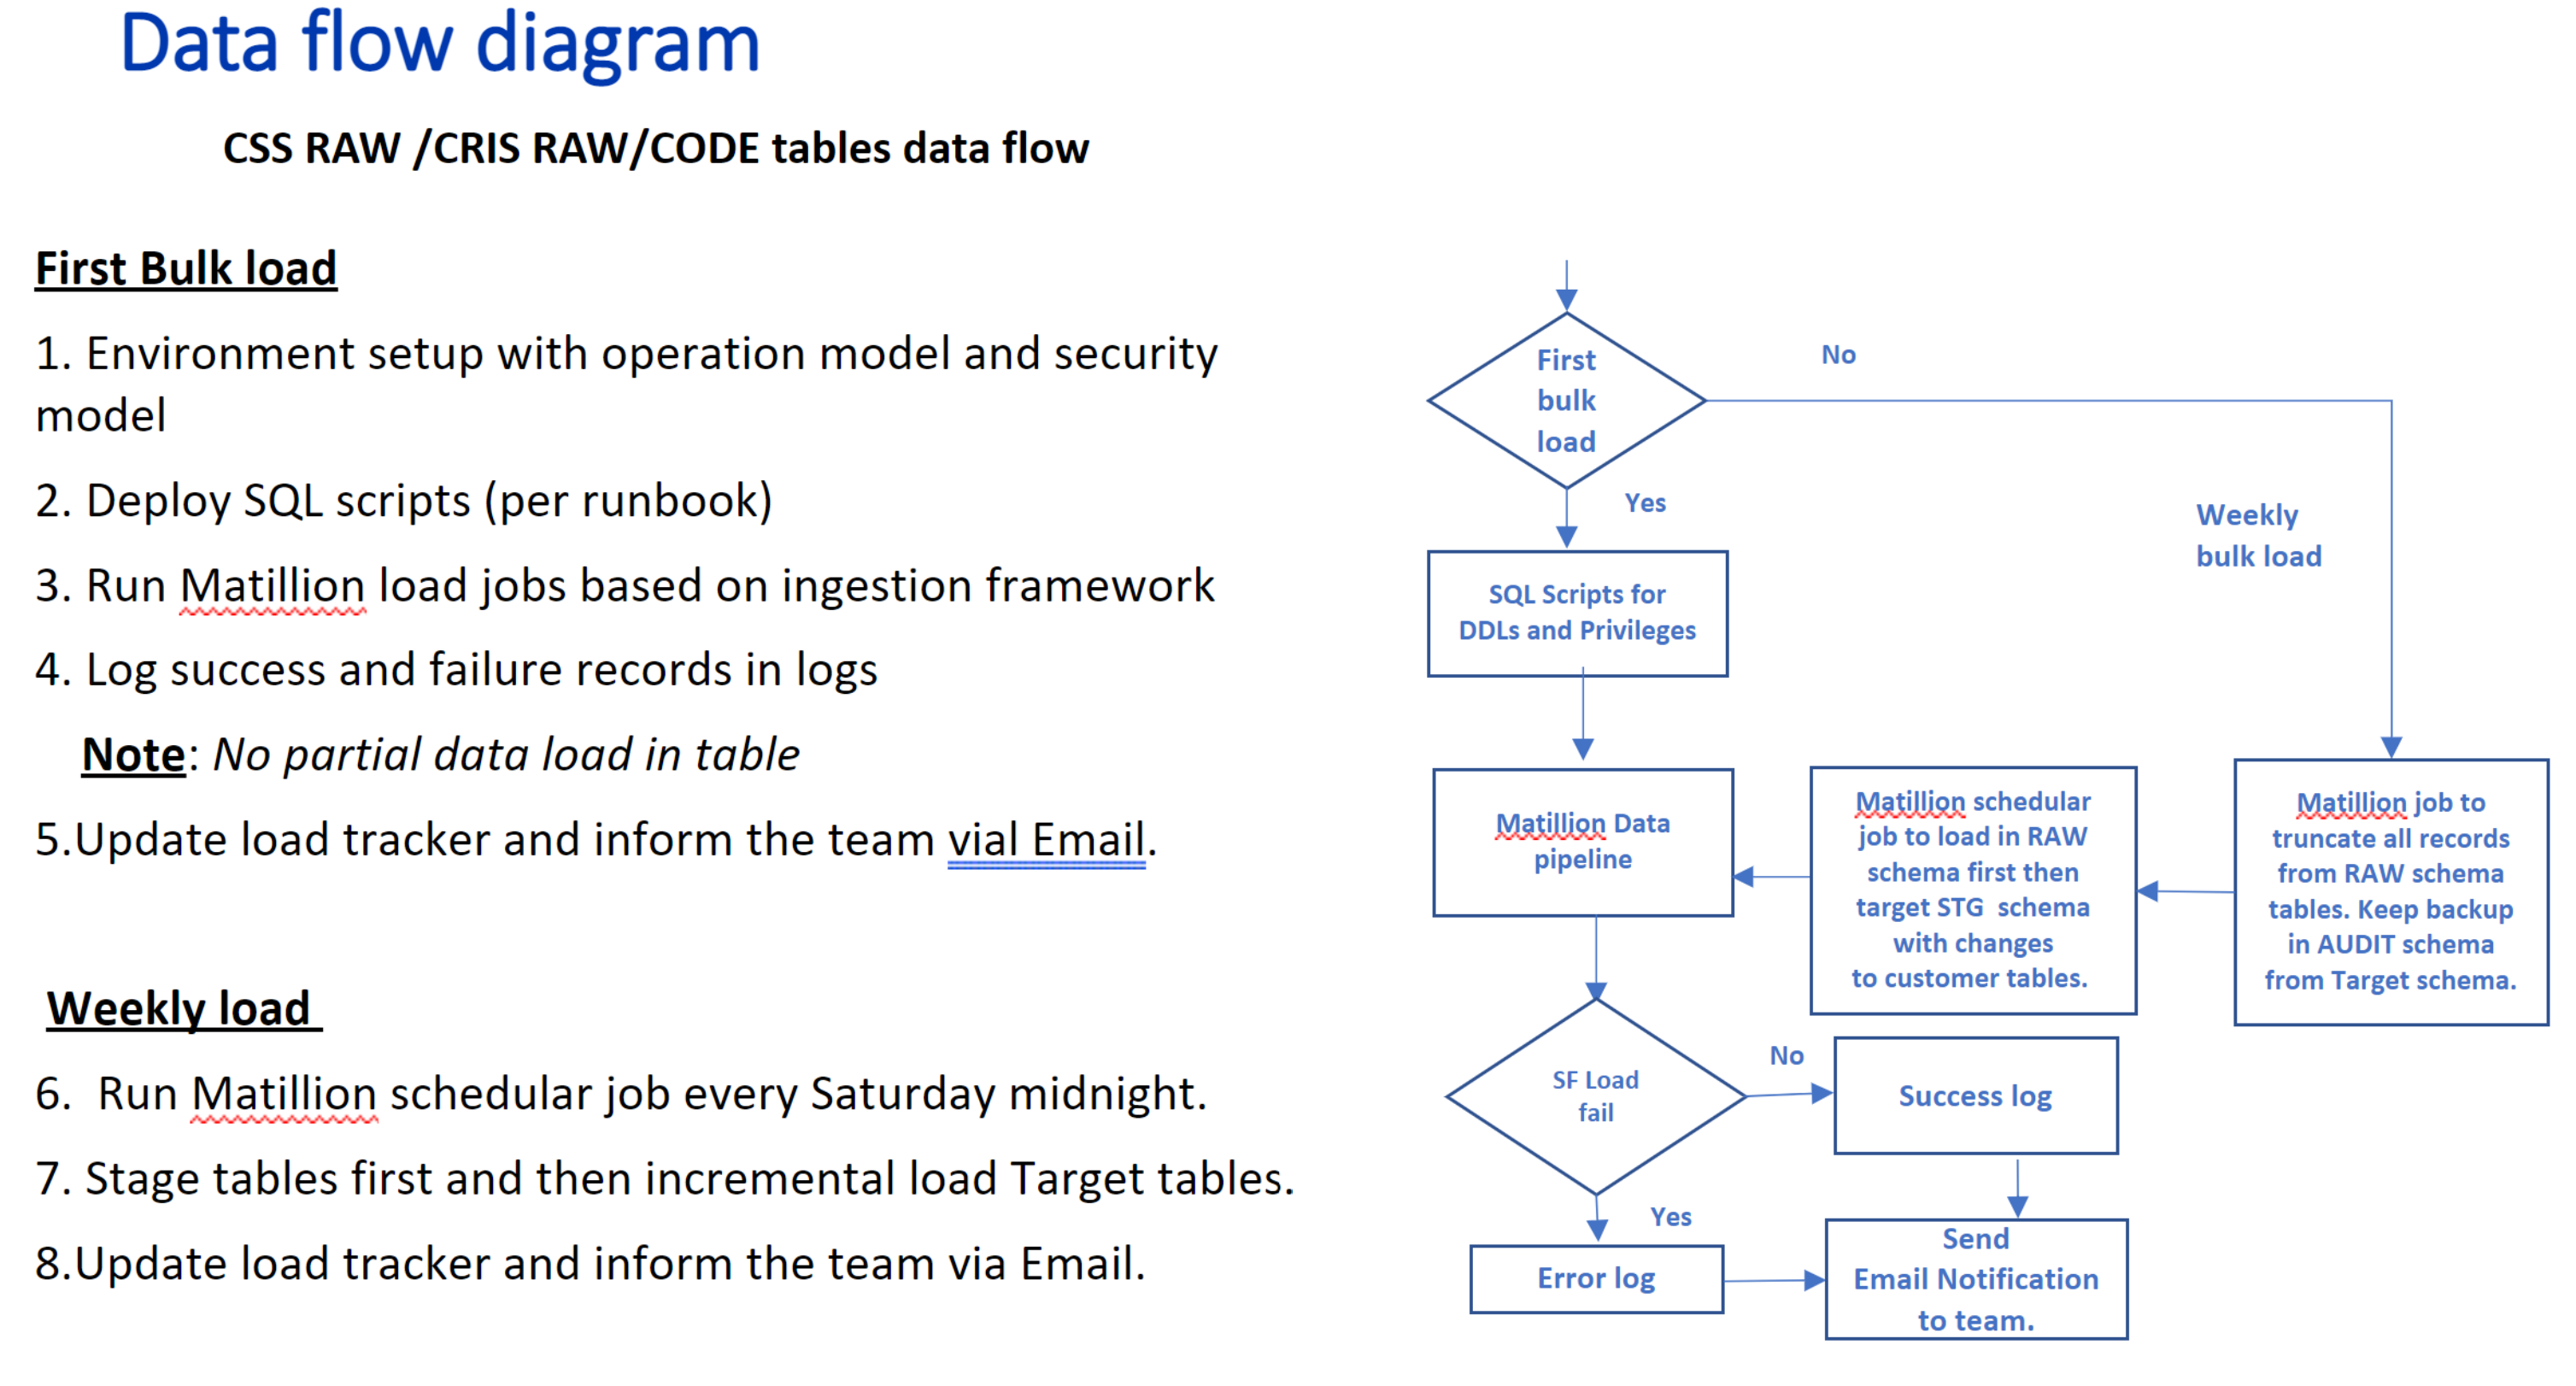 Data flow diagram
CSS RAW /CRIS RAW/CODE tables data flow
First Bulk load
1. Environment setup with operation model and security
model
2. Deploy SQL scripts (per runbook)
3. Run Matillion load jobs based on ingestion framework
4. Log success and failure records in logs
Note: No partial data load in table
5.Update load tracker and inform the team vial Email.
Weekly load
6.  Run Matillion schedular job every Saturday midnight.
7. Stage tables first and then incremental load Target tables.
8.Update load tracker and inform the team via Email.
First
bulk
load
No
Yes
Weekly
bulk load
SQL Scripts for
DDLs and Privileges
Matillion Data
pipeline
Matillion schedular
job to load in RAW
schema first then
target STG  schema
with changes
to customer tables.
Matillion job to
truncate all records
from RAW schema
tables. Keep backup
in AUDIT schema
from Target schema.
SF Load
fail
No
Success log
Yes
Error log
Send
Email Notification
to team.